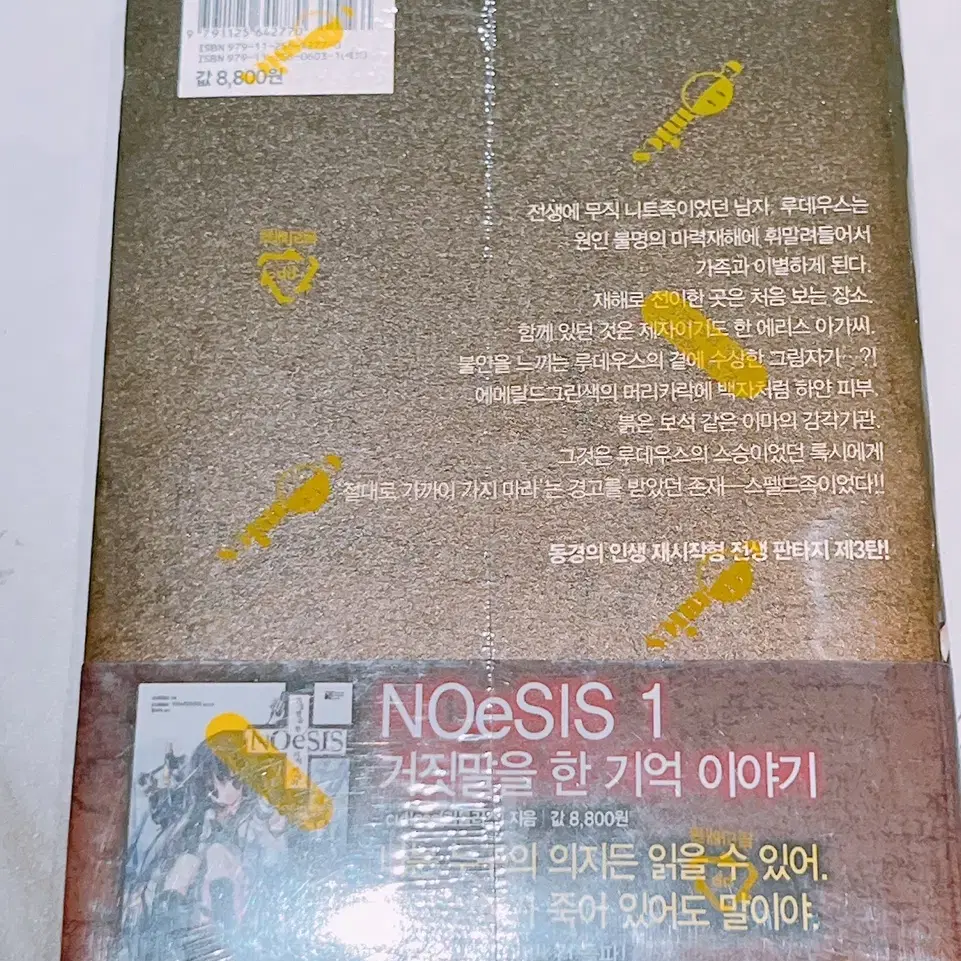 9 791125 642770
ISBN 979-11-
ISBN 979-11-
값 8,800원
전생에 무직 니트족이었던 남자, 루데우스는
원인 불명의 마력재해에 휘말려들어서
가족과 이별하게 된다.
재해로 전이한 곳은 처음 보는 장소.
함께 있던 것은 제자이기도 한 에리스 아가씨.
불안을 느끼는 루데우스의 곁에 수상한 그림자가…?!
에메랄드그린색의 머리카락에 백자처럼 하얀 피부.
붉은 보석 같은 이마의 감각기관.
그것은 루데우스의 스승이었던 록시에게
'절대로 가까이 가지 마라'는 경고를 받았던 존재―스펠드족이었다!!
동경의 인생 재시작형 전생 판타지 제3탄!
NOeSIS
NOeSIS 1
거짓말을 한 기억 이야기
지음 | 값 8,800원
의 의지든 읽을 수 있어.
죽어 있어도 말이야.